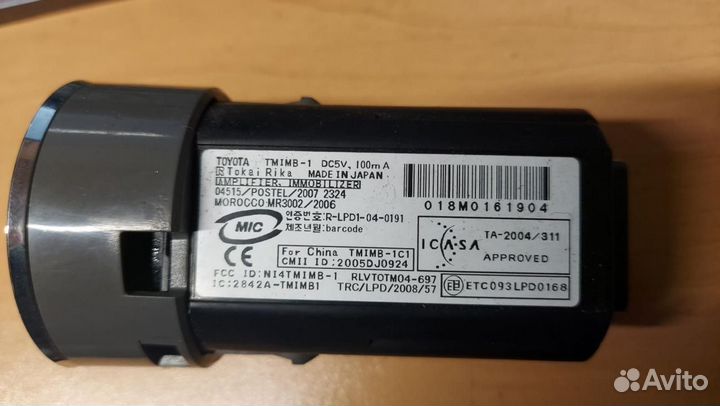 TOYOTA TMIMB-1 DC5V, 100mA
Tokai Rika MADE IN JAPAN
AMPLIFIER, IMMOBILIZER
04515/POSTEL/2007 2324
MOROCCO:MR3002/2006
MIC
인증번호:R-LPD1-04-0191
제조년월:barcode
CE
For China TMIMB-1C1
CMII ID:2005DJ0924
FCC ID:NI4TMIMB-1 RLVTOTM04-697
IC:2842A-TMIMB1 TRC/LPD/2008/57
018M0161904
ICASA
TA-2004/311
APPROVED
ETC093LPD0168
Avito